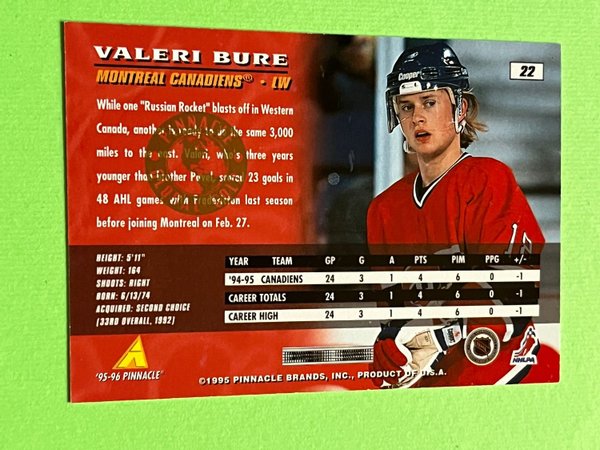 VALERI BURE
22
MONTREAL CANADIENS® - LW
Cooper
While one "Russian Rocket" blasts off in Western
Canada, another is ready to do the same 3,000
miles to the east. Valeri, who's three years
younger than brother Pavel, scored 23 goals in
48 AHL games with Fredericton last season
before joining Montreal on Feb. 27.
PINNACLE
HEIGHT: 5'11"
WEIGHT: 164
SHOOTS: RIGHT
BORN: 6/13/74
ACQUIRED: SECOND CHOICE
(33RD OVERALL, 1992)
YEAR TEAM GP G A PTS PIM PPG +/-
'94-95 CANADIENS 24 3 1 4 6 0 -1
CAREER TOTALS 24 3 1 4 6 0 -1
CAREER HIGH 24 3 1 4 6 0 -1
'95-96 PINNACLE®
©1995 PINNACLE BRANDS, INC., PRODUCT OF U.S.A.
NHLPA